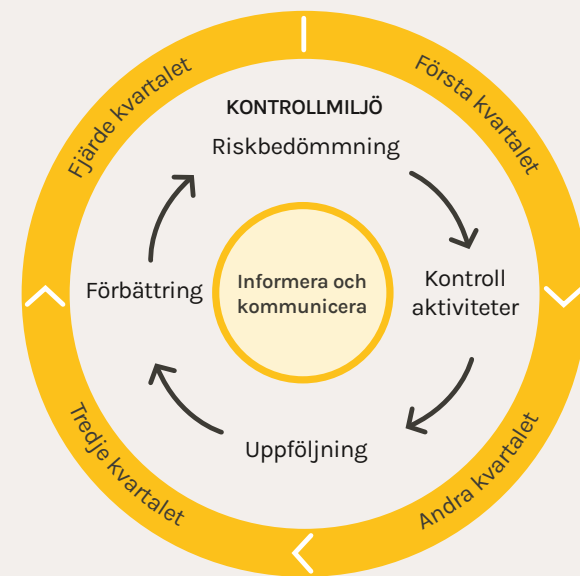 Första kvartalet
Andra kvartalet
Tredje kvartalet
Fjärde kvartalet
KONTROLLMILJÖ
Riskbedömmning
Kontroll
aktiviteter
Uppföljning
Förbättring
Informera och
kommunicera